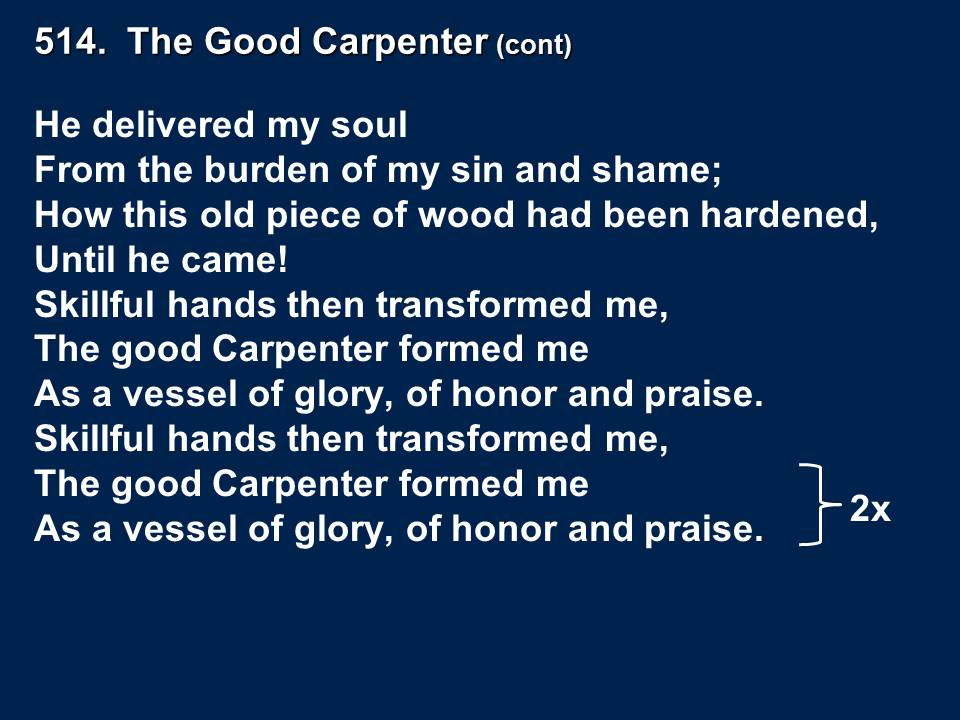 514. The Good Carpenter (cont)
He delivered my soul
From the burden of my sin and shame;
How this old piece of wood had been hardened,
Until he came!
Skillful hands then transformed me,
The good Carpenter formed me
As a vessel of glory, of honor and praise.
Skillful hands then transformed me,
The good Carpenter formed me
As a vessel of glory, of honor and praise.
2x